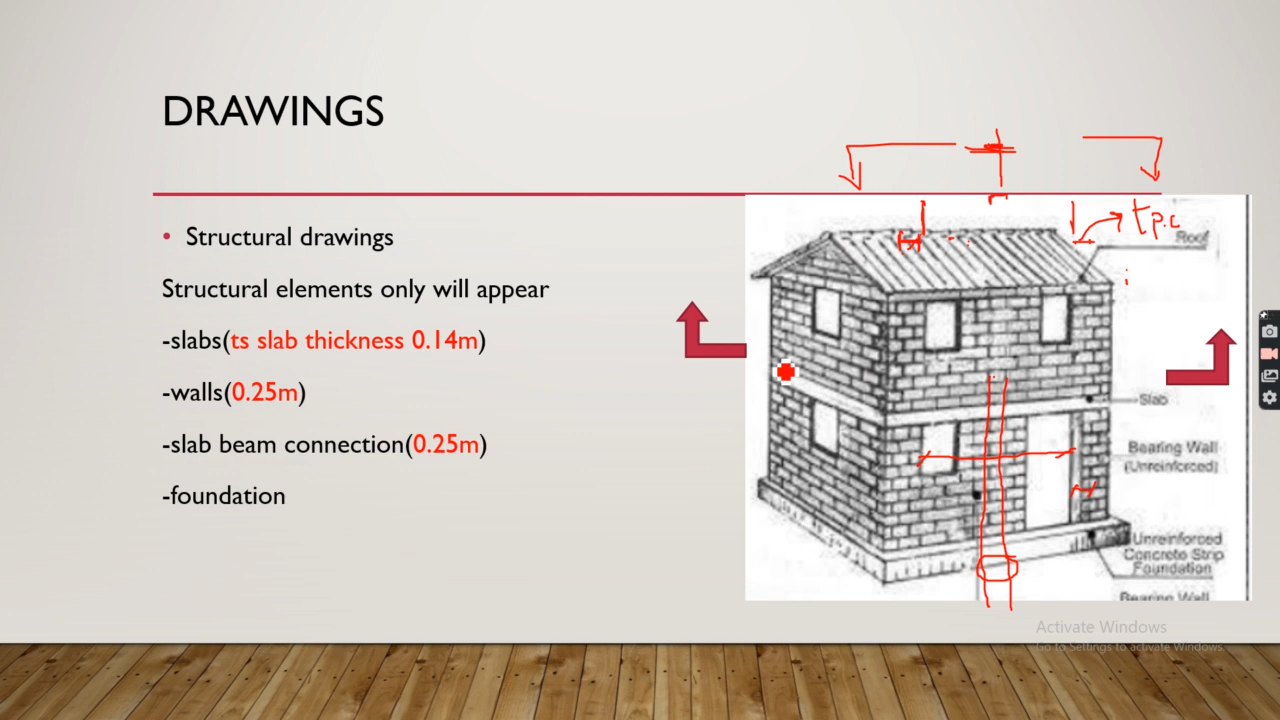 DRAWINGS
• Structural drawings
Structural elements only will appear
-slabs(ts slab thickness 0.14m)
-walls(0.25m)
-slab beam connection(0.25m)
-foundation
tp.c
Roof
Slab
Bearing Wall
(Unreinforced)
Unreinforced
Concrete Strip
Foundation
Bearing Wall
Activate Windows
Go to Settings to activate Windows.